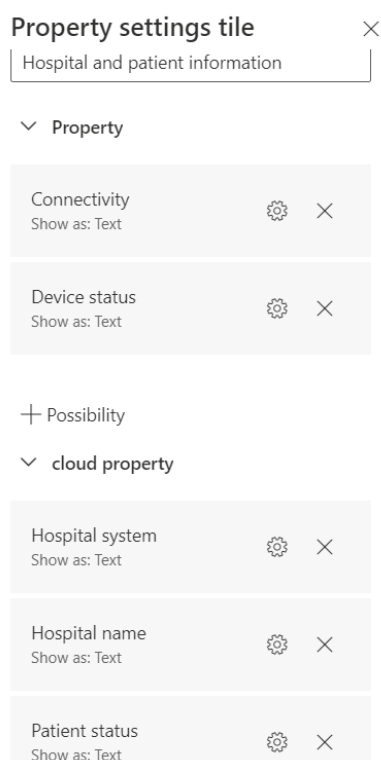 Property settings tile
Hospital and patient information
Property
Connectivity
Show as: Text
Device status
Show as: Text
Possibility
cloud property
Hospital system
Show as: Text
Hospital name
Show as: Text
Patient status
Show as: Text